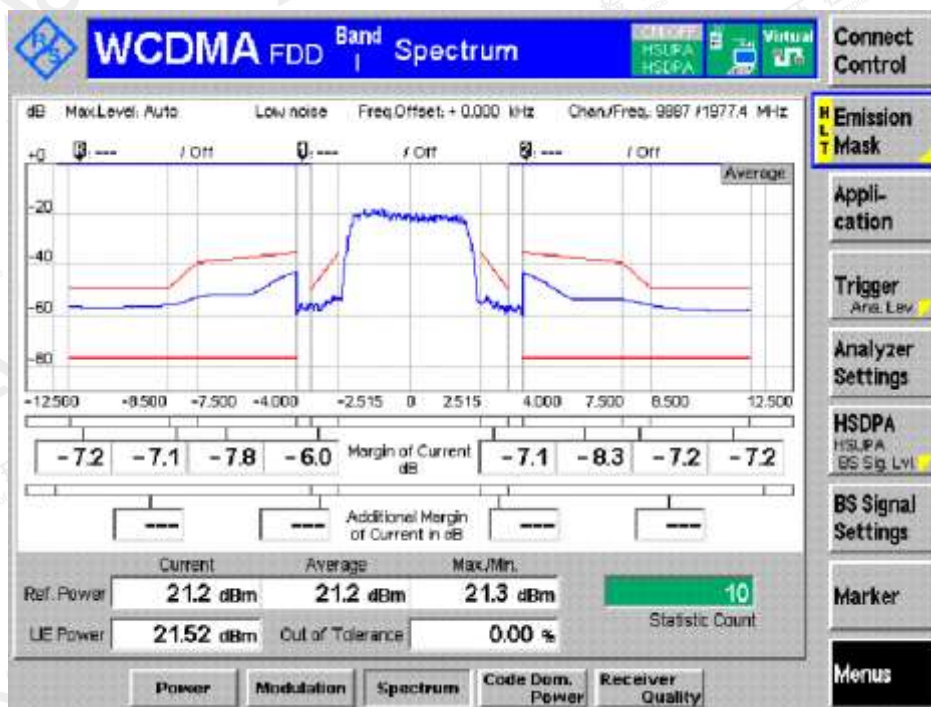 WCDMA FDD Band I Spectrum
HSUPA
HSDPA
Virtual
Connect Control
dB Max.Level: Auto Low noise Freq.Offset: + 0.000 kHz Chan./Freq.: 9887 / 1977.4 MHz
HLT Emission Mask
+0 --- / Off 1: --- / Off 2: --- / Off
Average
Appli-
cation
-20
-40
-60
-80
Trigger
Ana. Lev.
Analyzer
Settings
-12.500 -8.500 -7.500 -4.000 -2.515 0 2.515 4.000 7.500 8.500 12.500
HSDPA
HSUPA
BS Sig. Lvl.
-7.2 -7.1 -7.8 -6.0 Margin of Current dB -7.1 -8.3 -7.2 -7.2
BS Signal
Settings
--- --- Additional Margin of Current in dB --- ---
Current Average Max./Min.
Ref. Power 21.2 dBm 21.2 dBm 21.3 dBm 10
Statistic Count
Marker
UE Power 21.52 dBm Out of Tolerance 0.00 %
Menus
Power Modulation Spectrum Code Dom. Power Receiver Quality